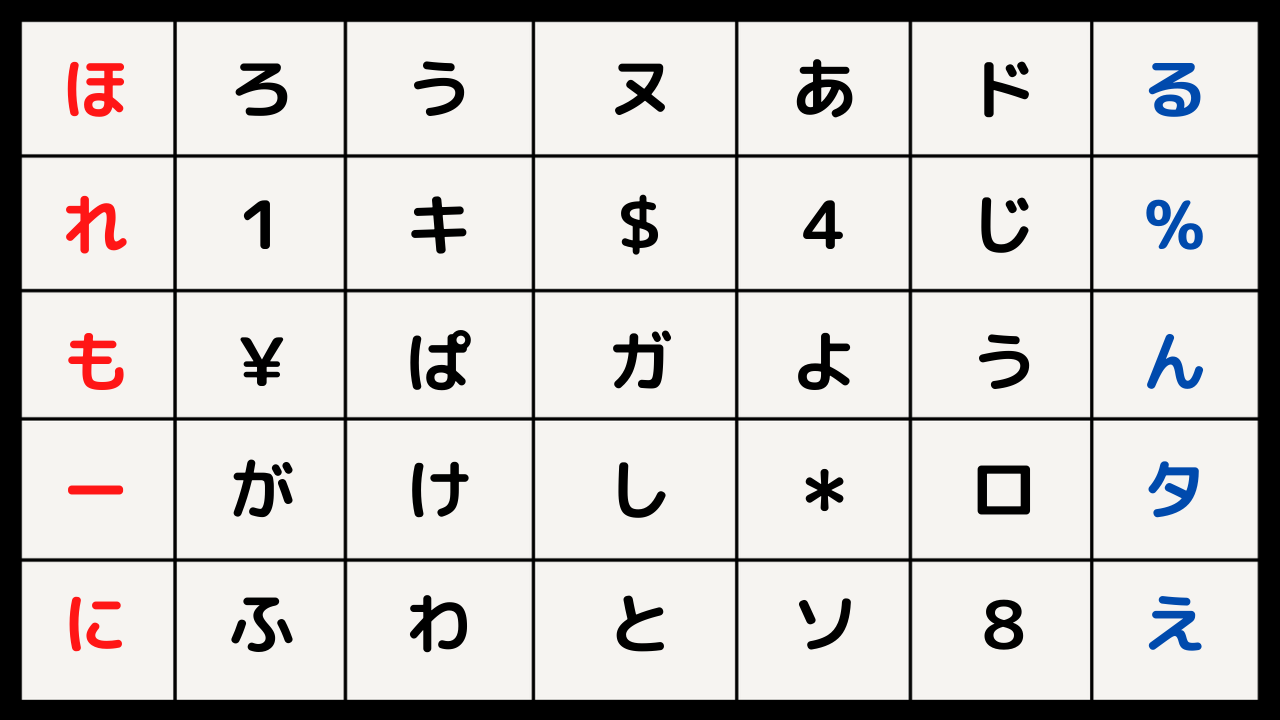 ほ ろ う ヌ あ ド る
れ 1 キ $ 4 じ %
も ¥ ぱ ガ よ う ん
ー が け し * ロ タ
に ふ わ と ソ 8 え